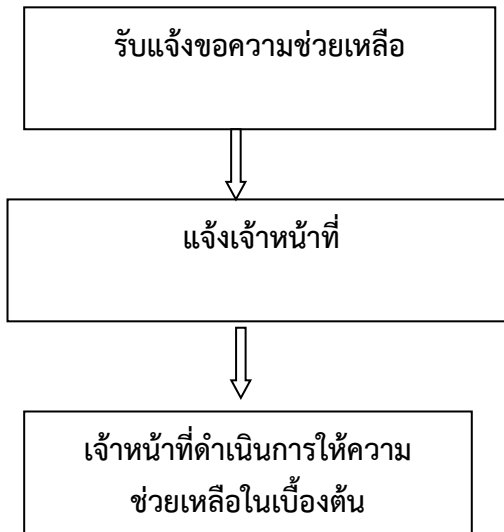 รับแจ้งขอความช่วยเหลือ
แจ้งเจ้าหน้าที่
เจ้าหน้าที่ดำเนินการให้ความ
ช่วยเหลือในเบื้องต้น